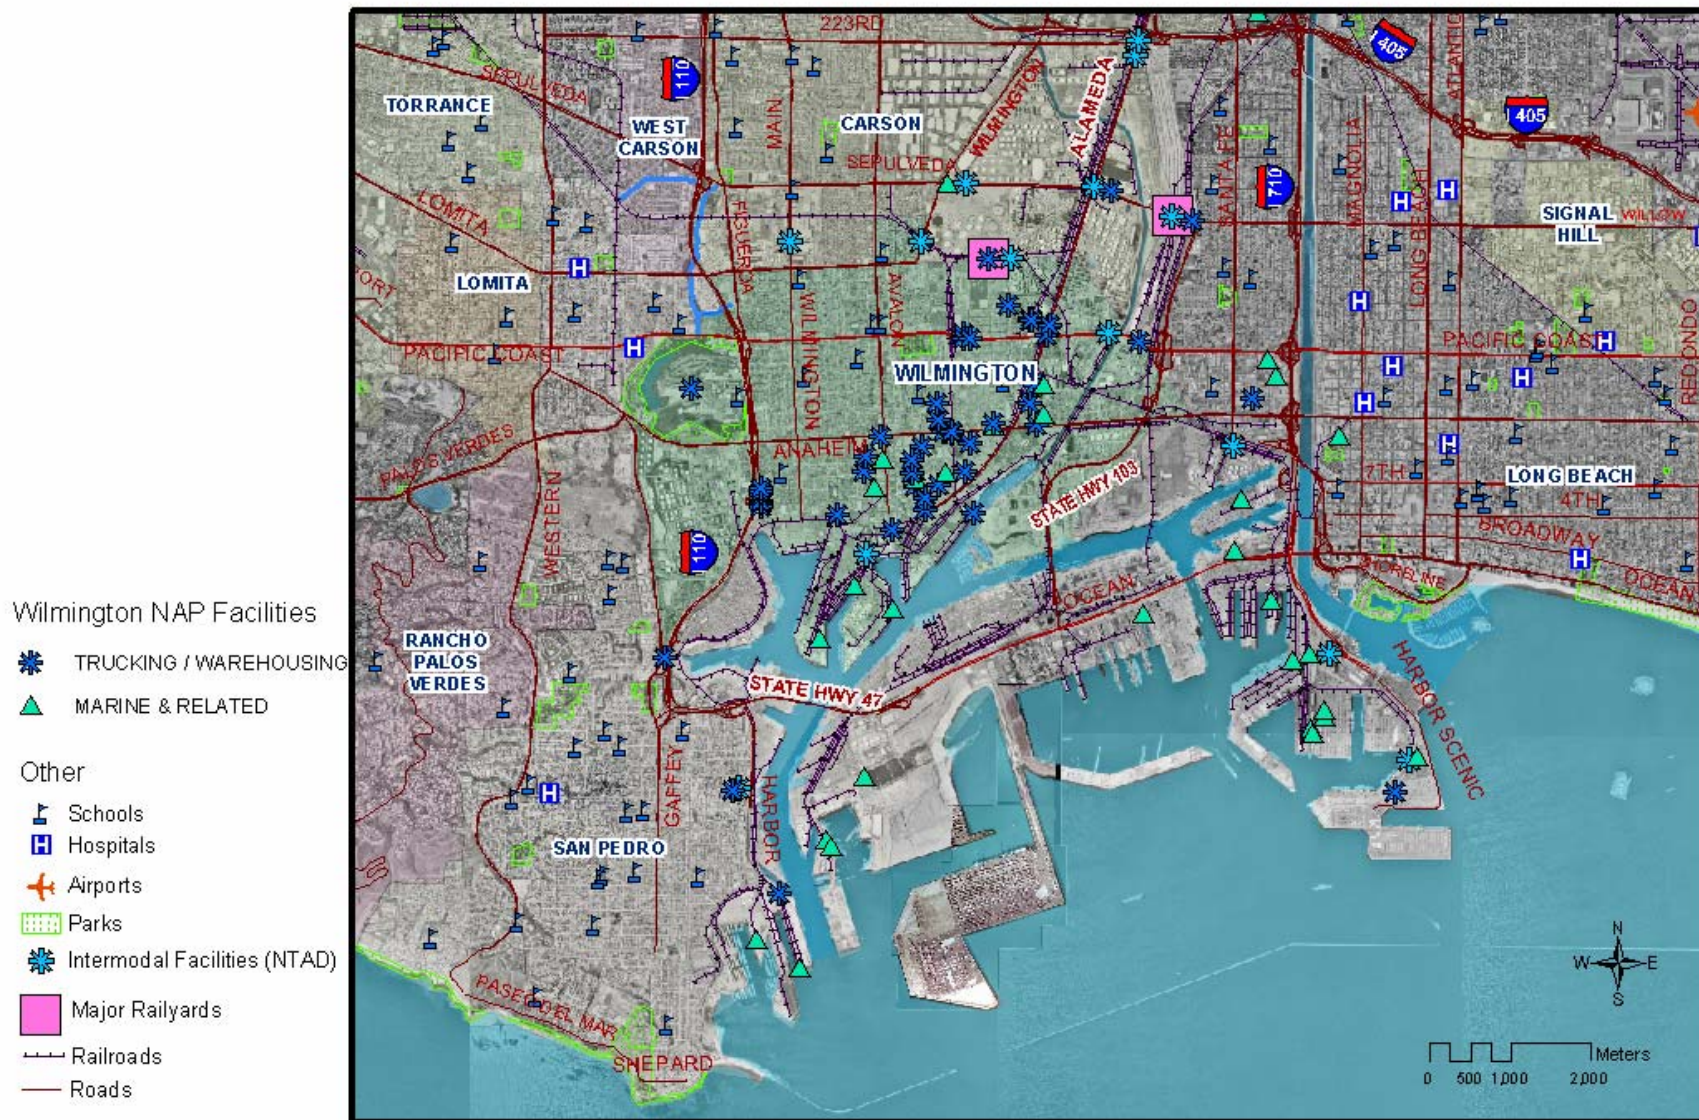 223RD
SEPULVEDA
TORRANCE
110
WEST
CARSON
MAIN
CARSON
SEPULVEDA
WILMINGTON
ALAMEDA
405
ATLANTIC
405
SANTA FE
710
MAGNOLIA
LONG BEACH
H
H
SIGNAL
HILL
WILLOW
LOMITA
FIGUEROA
H
LOMITA
WILMINGTON
AVALON
H
REDONDO
PACIFIC COAST
H
WILMINGTON
PACIFIC COAST
H
H
H
H
PALOS VERDES
ANAHEIM
H
7TH
LONG BEACH
4TH
WESTERN
110
STATE HWY 103
BROADWAY
H
SHORELINE
OCEAN
OCEAN
RANCHO
PALOS
VERDES
STATE HWY 47
HARBOR SCENIC
GAFFEY
HARBOR
H
SAN PEDRO
PASEO DEL MAR
SHEPARD
N
W E
S
Meters
0 500 1,000 2,000
Wilmington NAP Facilities
TRUCKING / WAREHOUSING
MARINE & RELATED
Other
Schools
H Hospitals
Airports
Parks
Intermodal Facilities (NTAD)
Major Railyards
Railroads
Roads